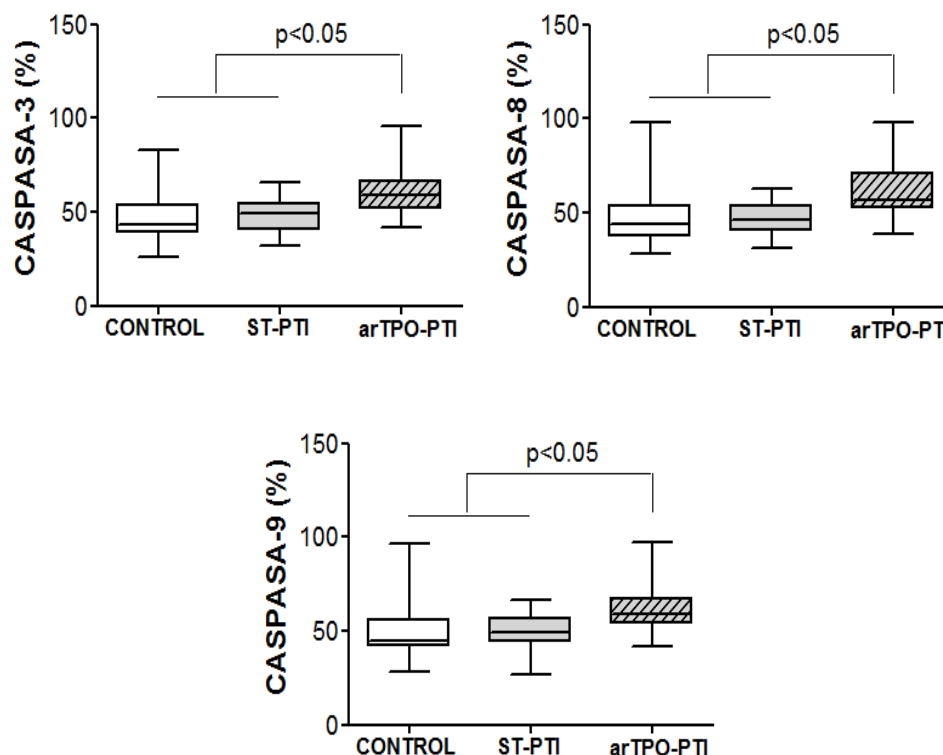 p<0.05
CASPASA-3 (%)
150
100
50
0
CONTROL
ST-PTI
arTPO-PTI
p<0.05
CASPASA-8 (%)
150
100
50
0
CONTROL
ST-PTI
arTPO-PT
p<0.05
CASPASA-9 (%)
150
100
50
0
CONTROL
ST-PTI
arTPO-PTI